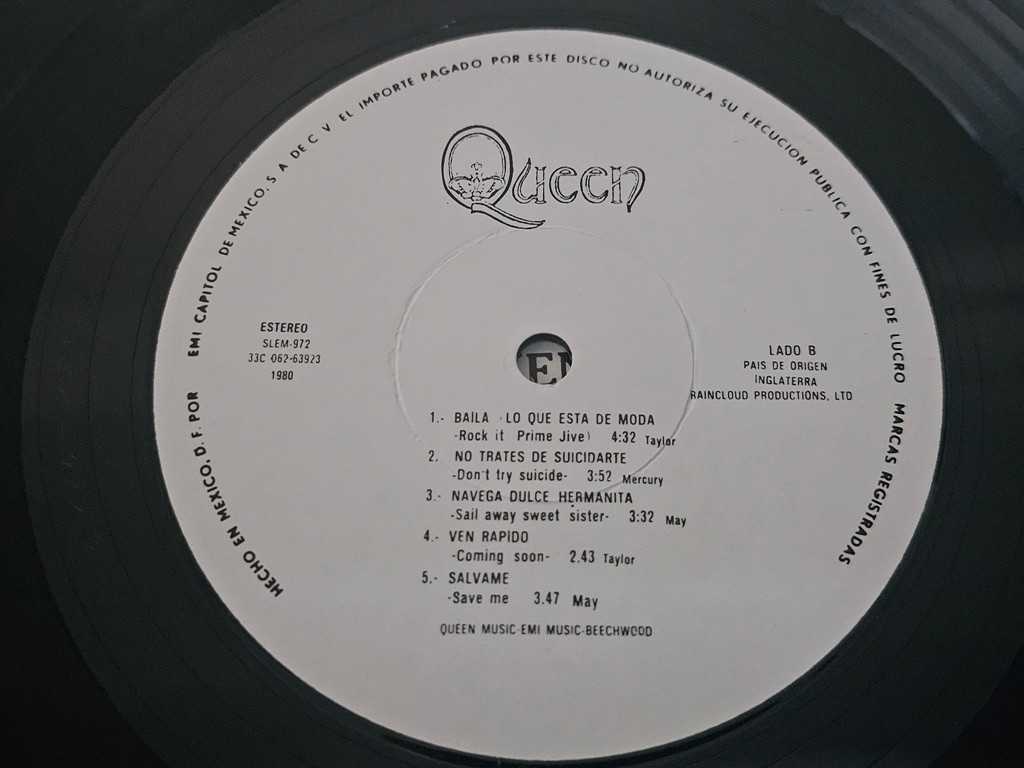 HECHO EN MEXICO, D. F. POR EMI CAPITOL DE MEXICO, S A DE C V. EL IMPORTE PAGADO POR ESTE DISCO NO AUTORIZA SU EJECUCION PUBLICA CON FINES DE LUCRO MARCAS REGISTRADAS
Queen
ESTEREO
SLEM-972
33C 062-63923
1980
LADO B
PAIS DE ORIGEN
INGLATERRA
RAINCLOUD PRODUCTIONS, LTD
1.- BAILA (LO QUE ESTA DE MODA
-Rock it Prime Jive) 4:32 Taylor
2. NO TRATES DE SUICIDARTE
-Don't try suicide- 3:52 Mercury
3.- NAVEGA DULCE HERMANITA
-Sail away sweet sister- 3:32 May
4.- VEN RAPIDO
-Coming soon- 2.43 Taylor
5.- SALVAME
-Save me 3.47 May
QUEEN MUSIC-EMI MUSIC-BEECHWOOD